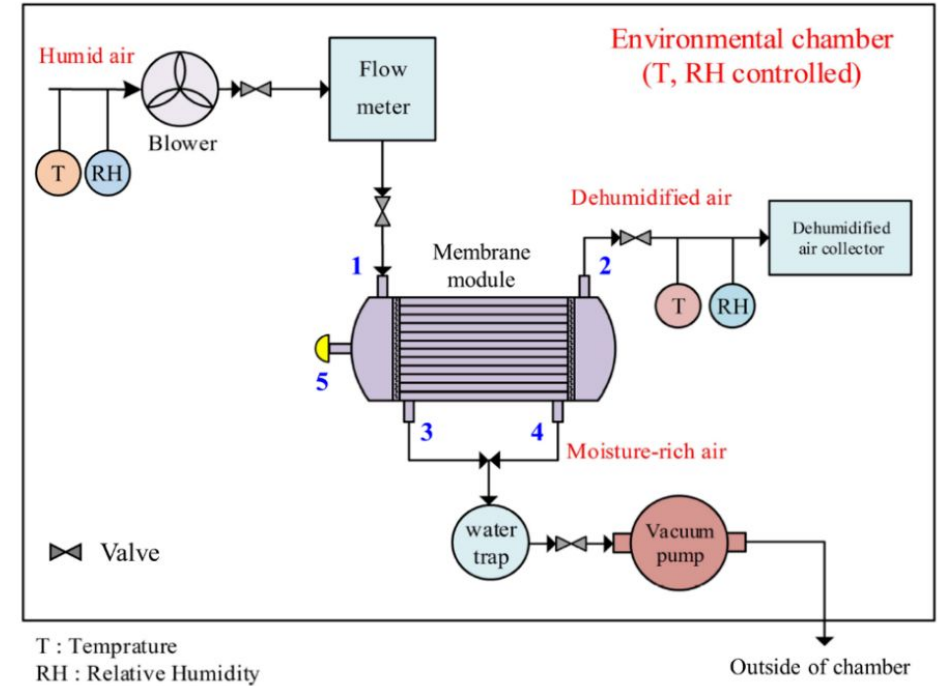 Environmental chamber
(T, RH controlled)
Humid air
Flow
meter
Blower
T
RH
Dehumidified air
Dehumidified
air collector
1
Membrane
module
2
T
RH
5
3
4
Moisture-rich air
water
trap
Vacuum
pump
Valve
T : Temprature
RH : Relative Humidity
Outside of chamber